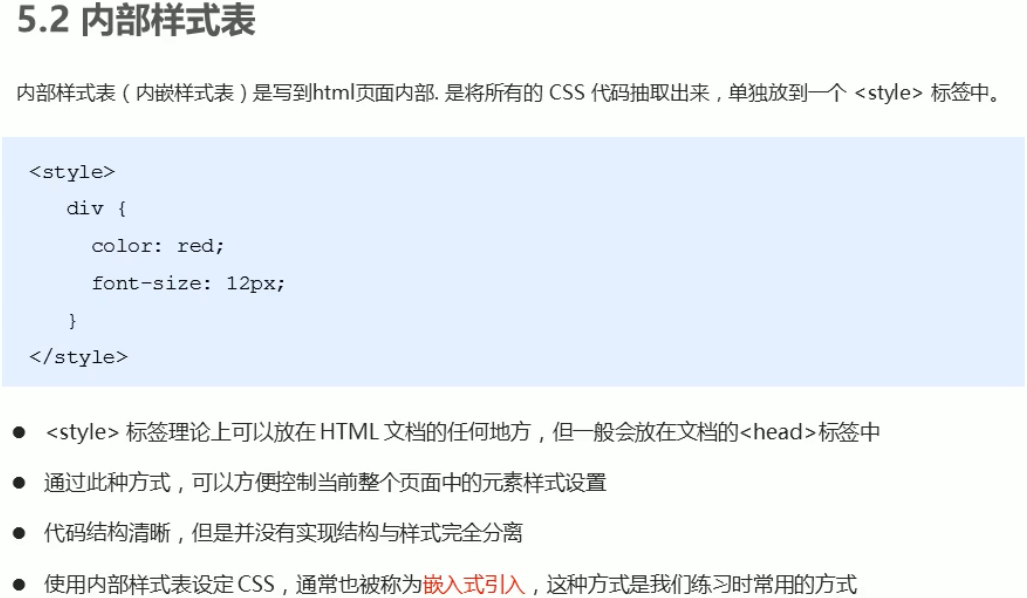 5.2 内部样式表
内部样式表（内嵌样式表）是写到html页面内部. 是将所有的 CSS 代码抽取出来，单独放到一个 <style> 标签中。
<style>
div {
color: red;
font-size: 12px;
}
</style>
● <style> 标签理论上可以放在 HTML 文档的任何地方，但一般会放在文档的<head>标签中
● 通过此种方式，可以方便控制当前整个页面中的元素样式设置
● 代码结构清晰，但是并没有实现结构与样式完全分离
● 使用内部样式表设定 CSS，通常也被称为嵌入式引入，这种方式是我们练习时常用的方式